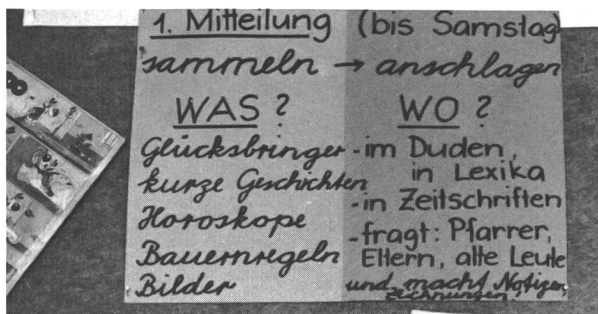 1. Mitteilung (bis Samstag)
sammeln → anschlagen
WAS?
Glücksbringer
kurze Geschichten
Horoskope
Bauernregeln
Bilder
WO?
- im Duden,
in Lexika
- in Zeitschriften
- fragt: Pfarrer,
Eltern, alte Leute
und macht Notizen,
zeichnungen!